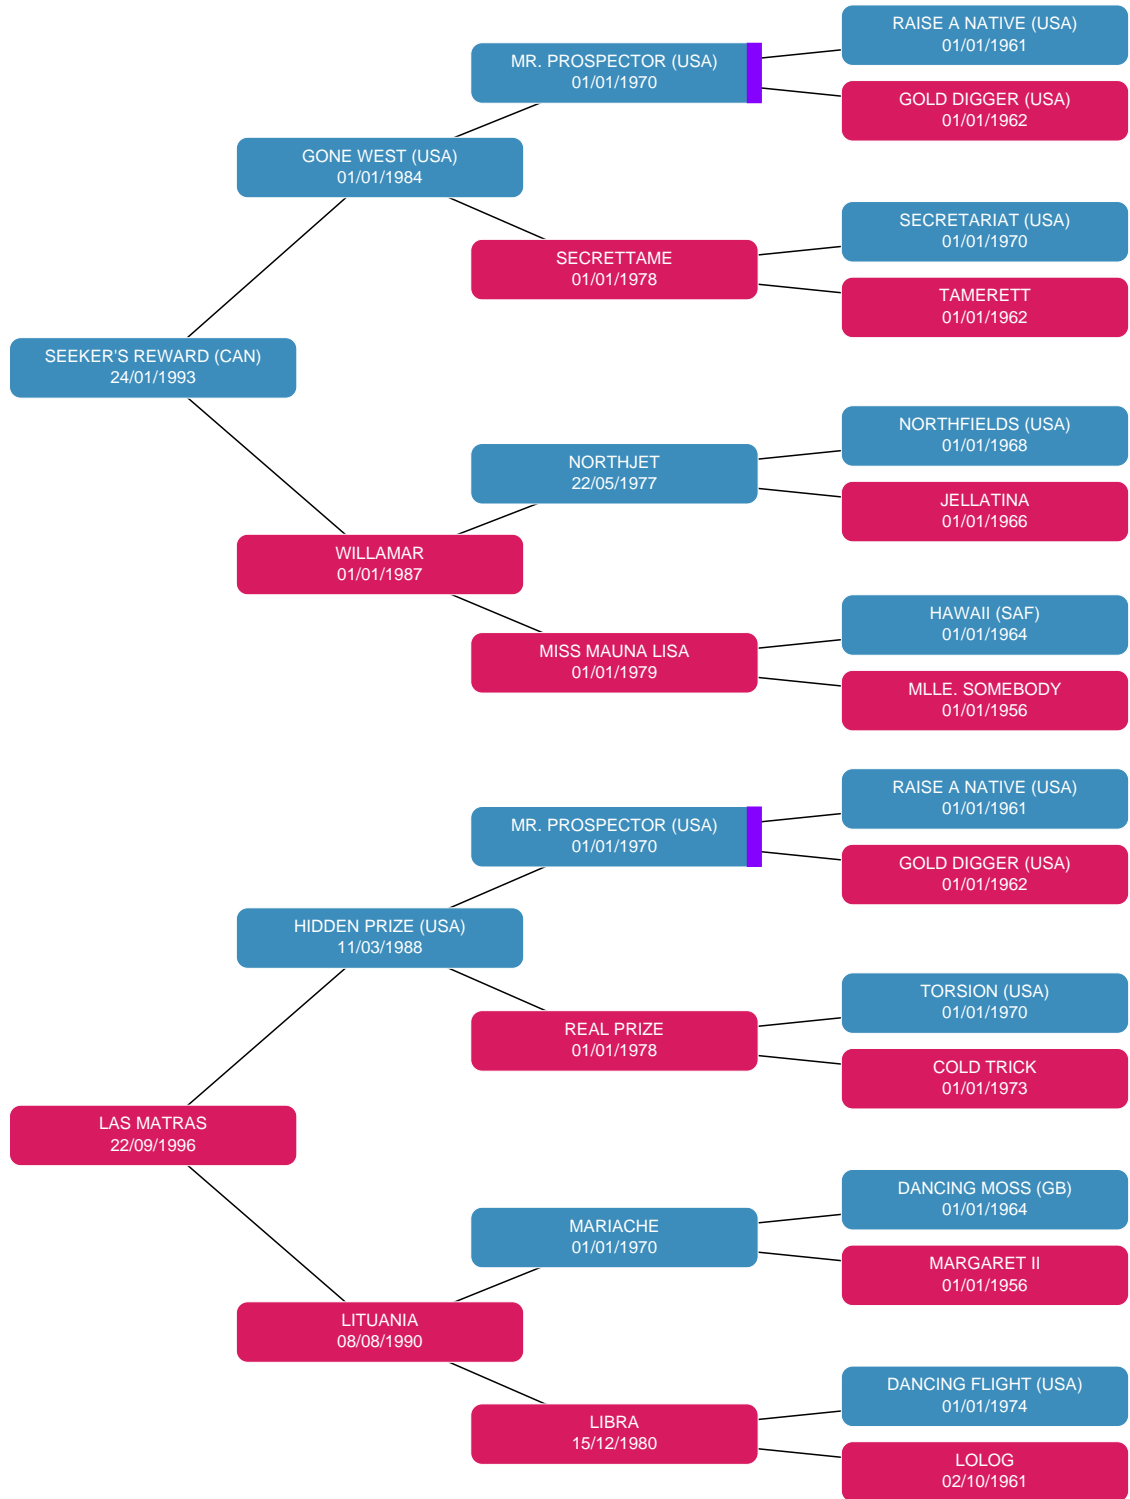 RAISE A NATIVE (USA)
01/01/1961
MR. PROSPECTOR (USA)
01/01/1970
GOLD DIGGER (USA)
01/01/1962
GONE WEST (USA)
01/01/1984
SECRETARIAT (USA)
01/01/1970
SECRETTAME
01/01/1978
TAMERETT
01/01/1962
SEEKER'S REWARD (CAN)
24/01/1993
NORTHFIELDS (USA)
01/01/1968
NORTHJET
22/05/1977
JELLATINA
01/01/1966
WILLAMAR
01/01/1987
HAWAII (SAF)
01/01/1964
MISS MAUNA LISA
01/01/1979
MLLE. SOMEBODY
01/01/1956
RAISE A NATIVE (USA)
01/01/1961
MR. PROSPECTOR (USA)
01/01/1970
GOLD DIGGER (USA)
01/01/1962
HIDDEN PRIZE (USA)
11/03/1988
TORSION (USA)
01/01/1970
REAL PRIZE
01/01/1978
COLD TRICK
01/01/1973
LAS MATRAS
22/09/1996
DANCING MOSS (GB)
01/01/1964
MARIACHE
01/01/1970
MARGARET II
01/01/1956
LITUANIA
08/08/1990
DANCING FLIGHT (USA)
01/01/1974
LIBRA
15/12/1980
LOLOG
02/10/1961